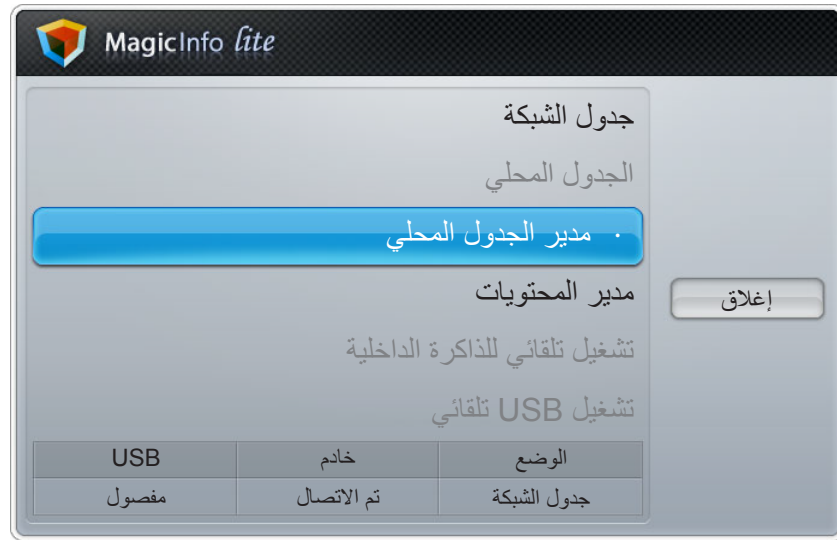 MagicInfo lite
جدول الشبكة
الجدول المحلي
· مدير الجدول المحلي
مدير المحتويات
إغلاق
تشغيل تلقائي للذاكرة الداخلية
تشغيل USB تلقائي
الوضع خادم USB
جدول الشبكة تم الاتصال مفصول